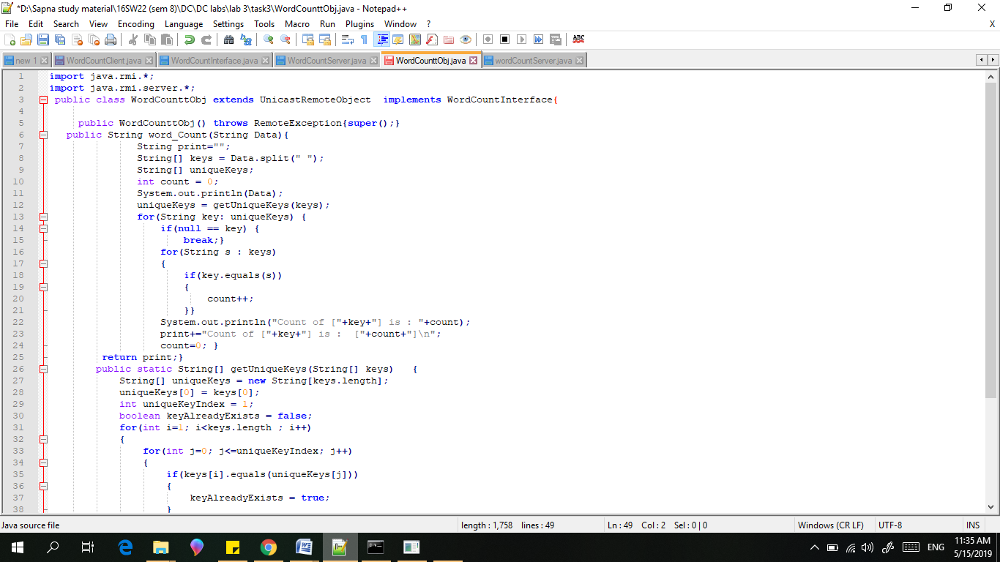 *D:\Sapna study material\16SW22 (sem 8)\DC\DC labs\lab 3\task3\WordCounttObj.java - Notepad++
File Edit Search View Encoding Language Settings Tools Macro Run Plugins Window ? X
new 1 WordCountClient.java WordCountInterface.java WordCountServer.java WordCounttObj.java wordCountServer.java
1 import java.rmi.*;
2 import java.rmi.server.*;
3 public class WordCounttObj extends UnicastRemoteObject  implements WordCountInterface{
4
5 public WordCounttObj() throws RemoteException{super();}
6 public String word_Count(String Data){
7 String print="";
8 String[] keys = Data.split(" ");
9 String[] uniqueKeys;
10 int count = 0;
11 System.out.println(Data);
12 uniqueKeys = getUniqueKeys(keys);
13 for(String key: uniqueKeys) {
14 if(null == key) {
15 break;}
16 for(String s : keys)
17 {
18 if(key.equals(s))
19 {
20 count++;
21 }}
22 System.out.println("Count of ["+key+"] is : "+count);
23 print+="Count of ["+key+"] is :  ["+count+"]\n";
24 count=0; }
25 return print;}
26 public static String[] getUniqueKeys(String[] keys)   {
27 String[] uniqueKeys = new String[keys.length];
28 uniqueKeys[0] = keys[0];
29 int uniqueKeyIndex = 1;
30 boolean keyAlreadyExists = false;
31 for(int i=1; i<keys.length ; i++)
32 {
33 for(int j=0; j<=uniqueKeyIndex; j++)
34 {
35 if(keys[i].equals(uniqueKeys[j]))
36 {
37 keyAlreadyExists = true;
38 }
Java source file length : 1,758 lines : 49 Ln : 49 Col : 2 Sel : 0 | 0 Windows (CR LF) UTF-8 INS
ENG 11:35 AM
5/15/2019